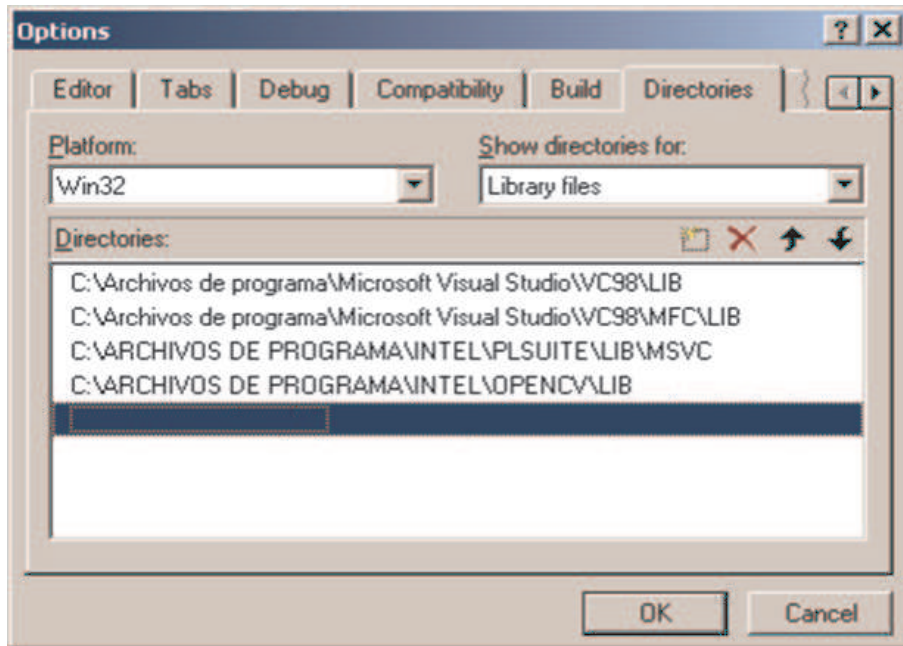 Options
Editor Tabs Debug Compatibility Build Directories
Platform: Show directories for:
Win32 Library files
Directories:
C:\Archivos de programa\Microsoft Visual Studio\VC98\LIB
C:\Archivos de programa\Microsoft Visual Studio\VC98\MFC\LIB
C:\ARCHIVOS DE PROGRAMA\INTEL\PLSUITE\LIB\MSVC
C:\ARCHIVOS DE PROGRAMA\INTEL\OPENCV\LIB
OK Cancel